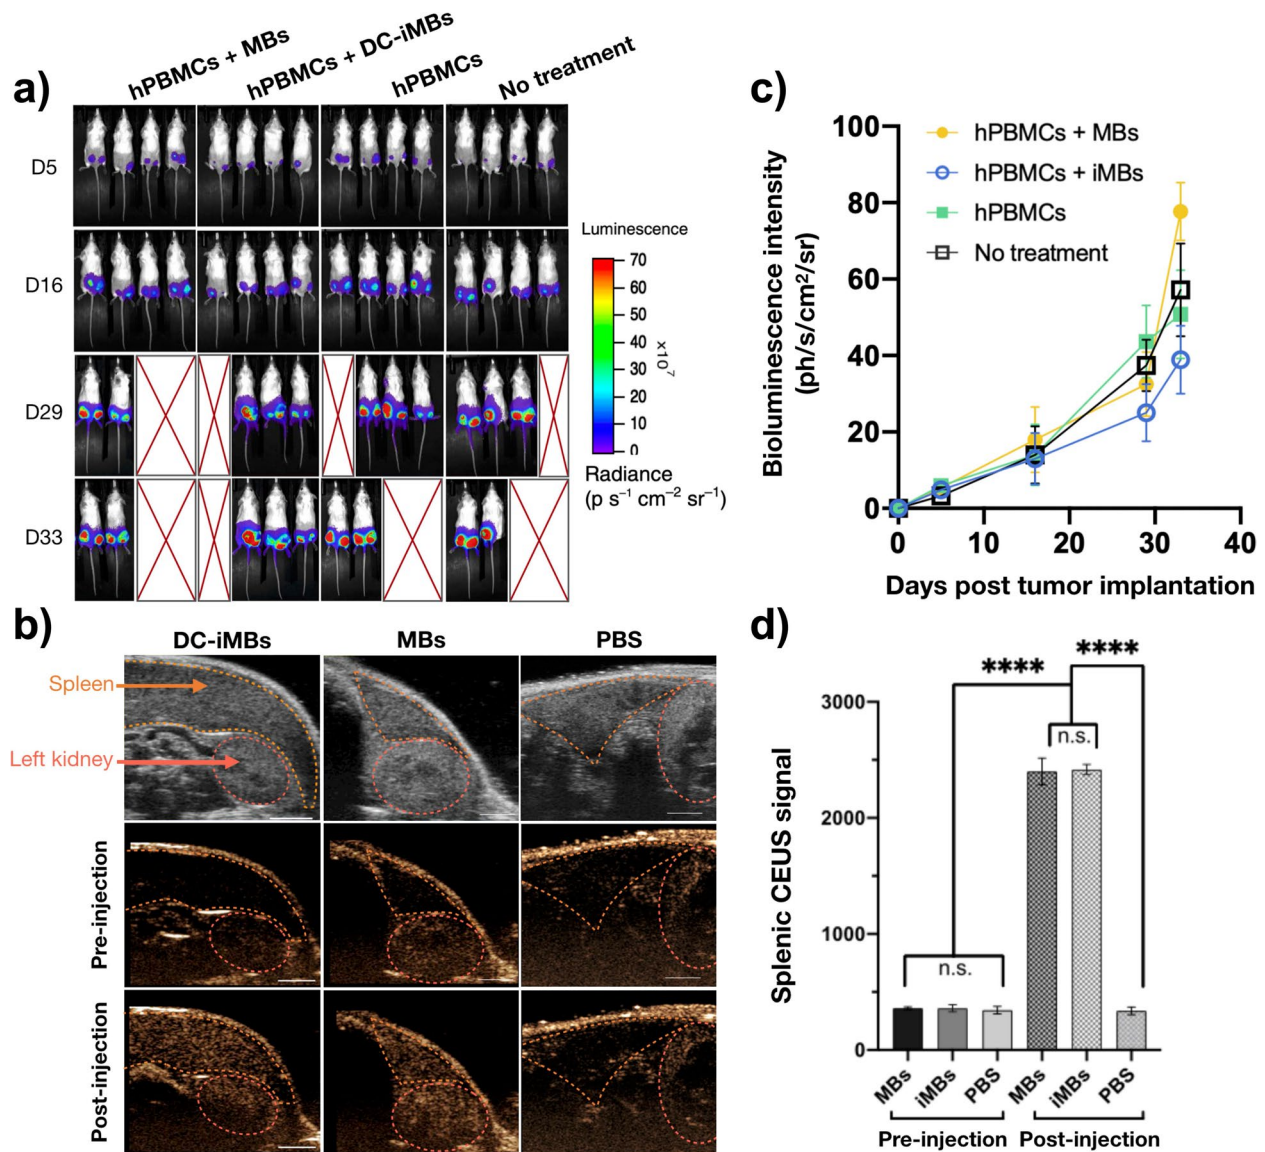 a)
hPBMCs + MBs
hPBMCs + DC-iMBs
hPBMCs
No treatment
D5
D16
D29
D33
Luminescence
70
60
50
40
30
20
10
0
x10⁷
Radiance
(p s⁻¹ cm⁻² sr⁻¹)
c)
Bioluminescence intensity
(ph/s/cm²/sr)
100
80
60
40
20
0
hPBMCs + MBs
hPBMCs + iMBs
hPBMCs
No treatment
0 10 20 30 40
Days post tumor implantation
b)
DC-iMBs MBs PBS
Spleen
Left kidney
Pre-injection
Post-injection
d)
Splenic CEUS signal
3000
2000
1000
0
****
****
n.s.
n.s.
MBs iMBs PBS MBs iMBs PBS
Pre-injection Post-injection